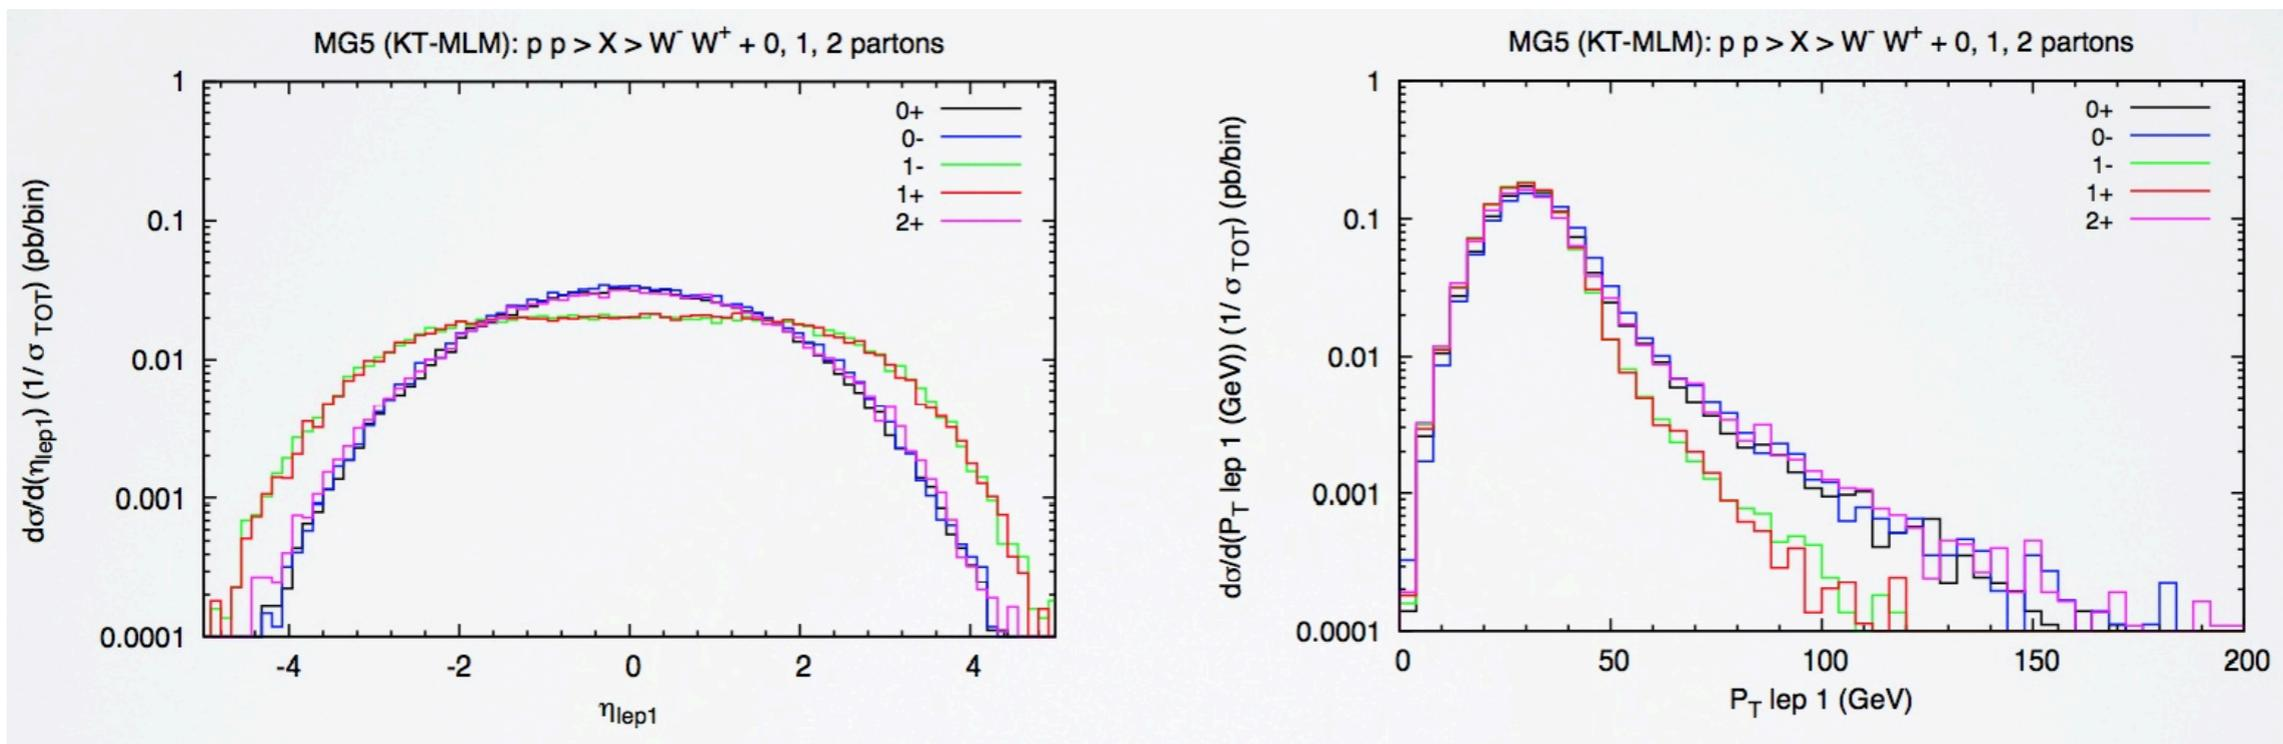 MG5 (KT-MLM): p p > X > W⁻ W⁺ + 0, 1, 2 partons
dσ/d(η_lep1) (1/ σ _TOT) (pb/bin)
1
0.1
0.01
0.001
0.0001
0+
0-
1-
1+
2+
-4 -2 0 2 4
η_lep1
MG5 (KT-MLM): p p > X > W⁻ W⁺ + 0, 1, 2 partons
dσ/d(P_T lep 1 (GeV)) (1/ σ _TOT) (pb/bin)
1
0.1
0.01
0.001
0.0001
0+
0-
1-
1+
2+
0 50 100 150 200
P_T lep 1 (GeV)